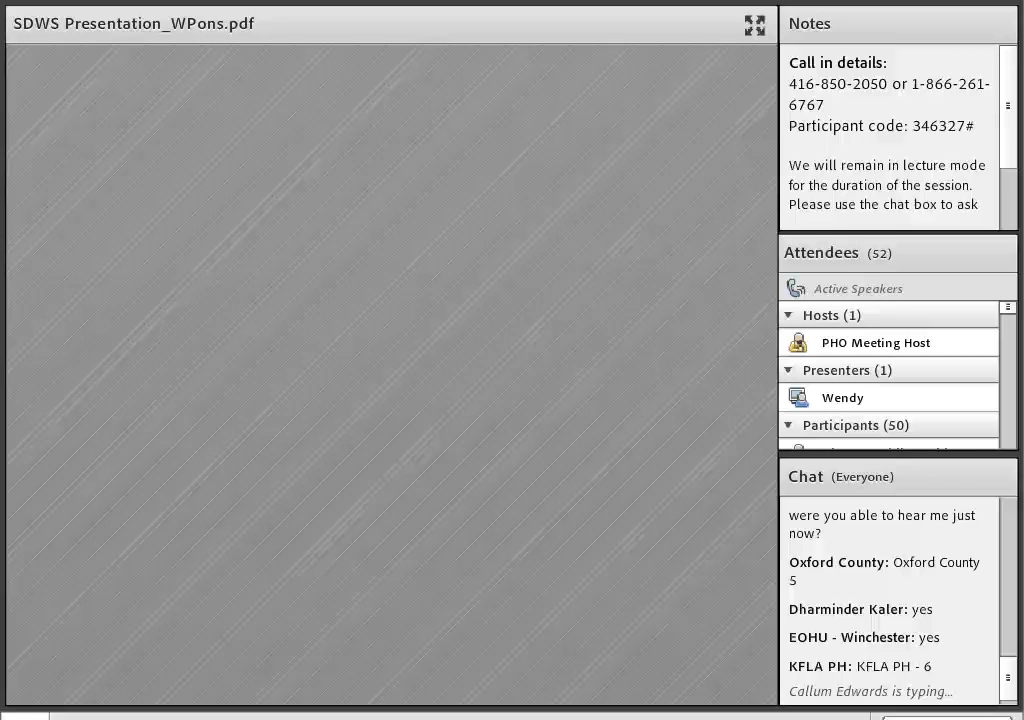 SDWS Presentation_WPons.pdf
Notes
Call in details:
416-850-2050 or 1-866-261-
6767
Participant code: 346327#
We will remain in lecture mode
for the duration of the session.
Please use the chat box to ask
Attendees (52)
Active Speakers
Hosts (1)
PHO Meeting Host
Presenters (1)
Wendy
Participants (50)
Chat (Everyone)
were you able to hear me just
now?
Oxford County: Oxford County
5
Dharminder Kaler: yes
EOHU - Winchester: yes
KFLA PH: KFLA PH - 6
Callum Edwards is typing...